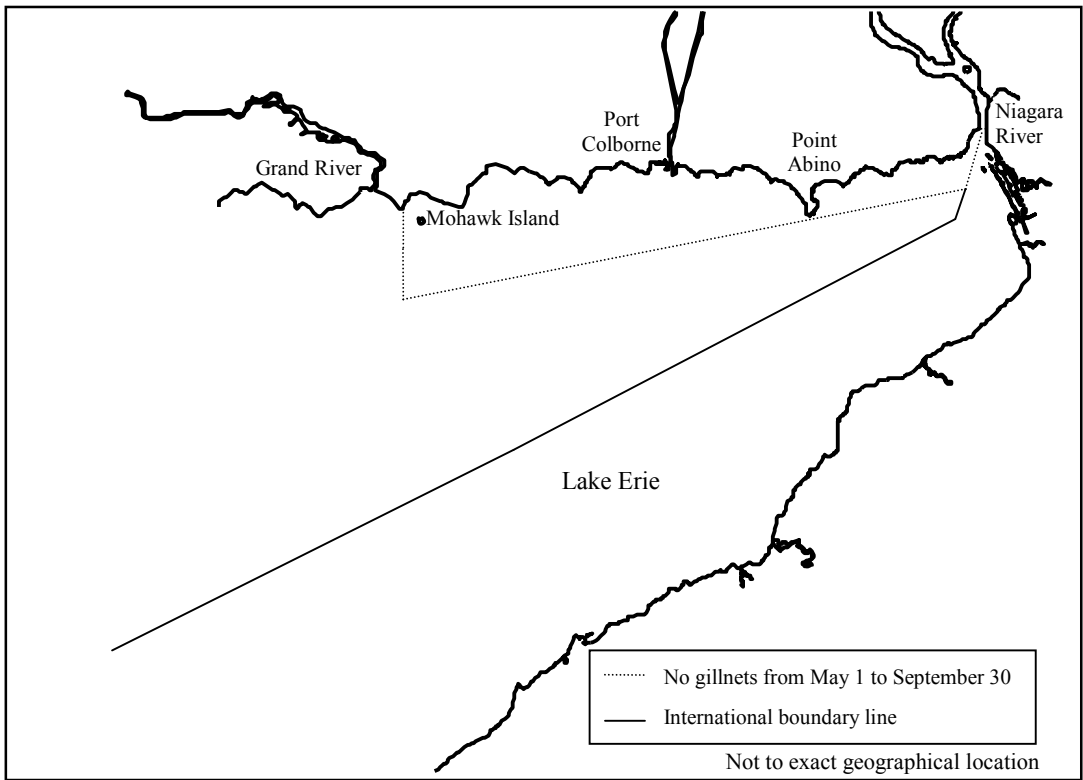 Niagara
River
Port
Colborne
Point
Abino
Grand River
Mohawk Island
Lake Erie
No gillnets from May 1 to September 30
International boundary line
Not to exact geographical location